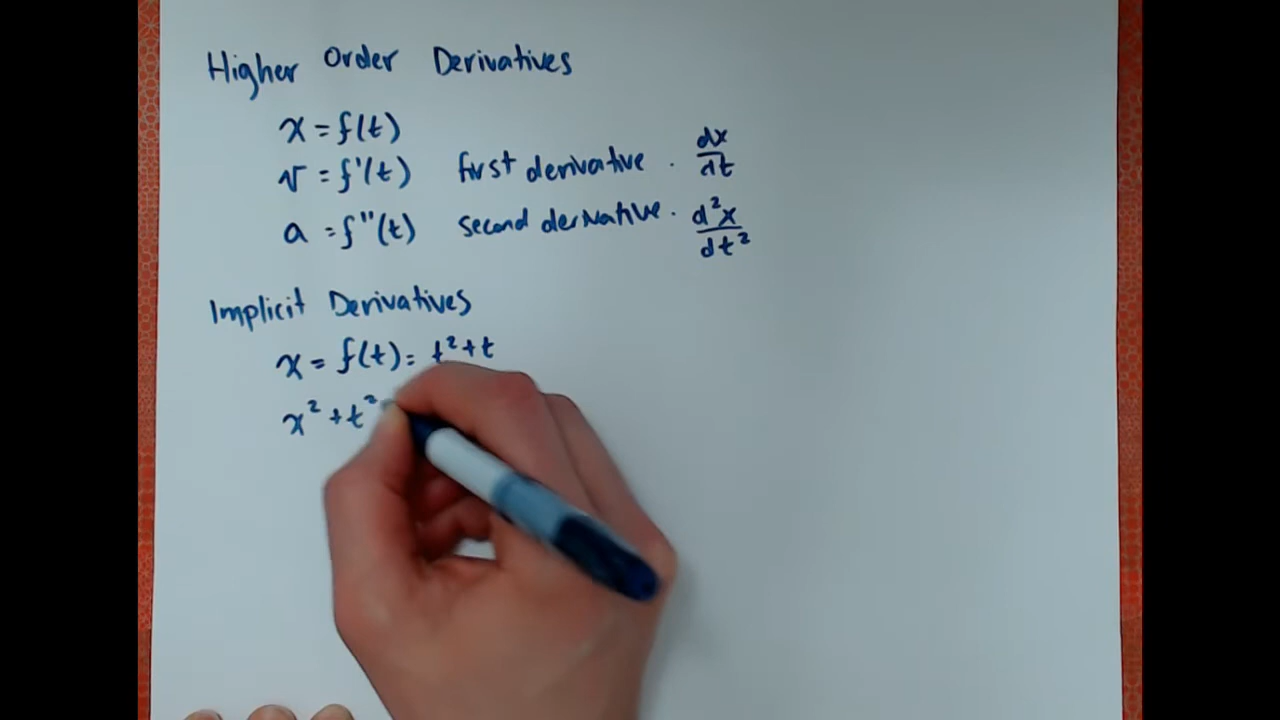 Higher Order Derivatives
x = f(t)
v = f'(t) first derivative . dx/dt
a = f"(t) second derivative . d²x/dt²
Implicit Derivatives
x = f(t) = t² + t
x² + t²